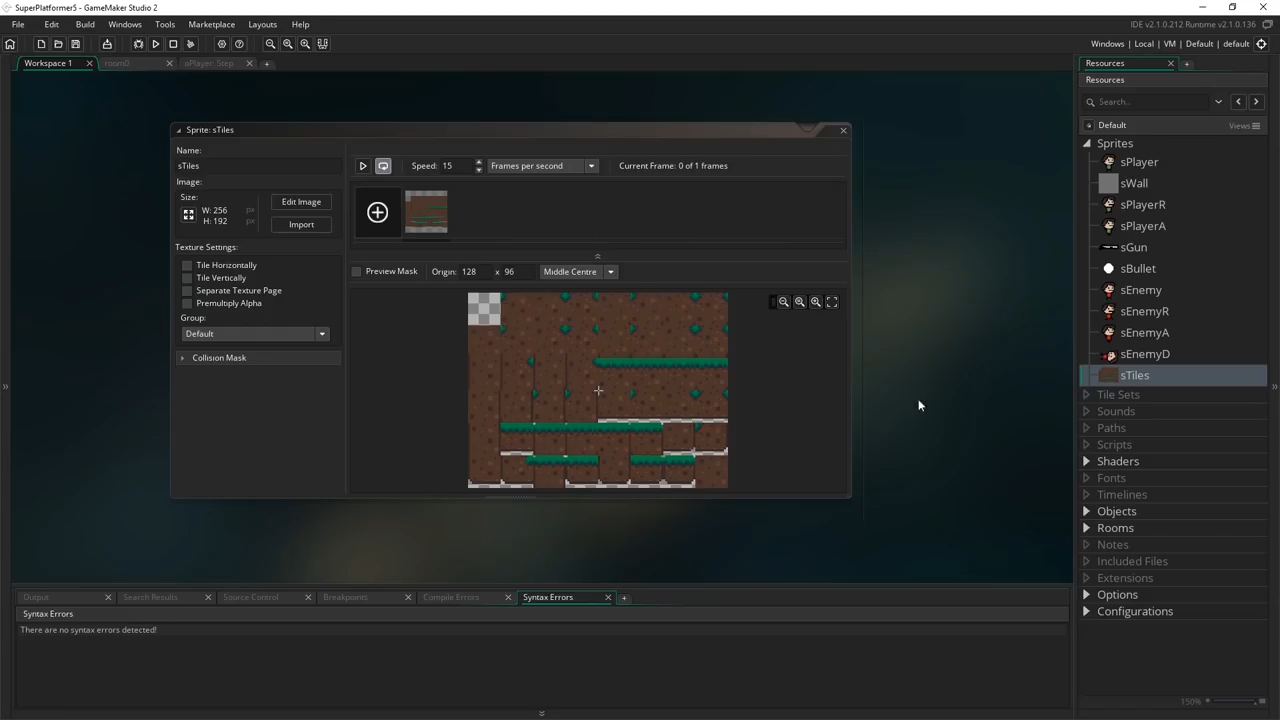 SuperPlatformer5 - GameMaker Studio 2
File Edit Build Windows Tools Marketplace Layouts Help
IDE v2.1.0.212 Runtime v2.1.0.136
Windows | Local | VM | Default | default
Workspace 1 room0 oPlayer: Step
Resources
Resources
Search...
Default Views
Sprites
sPlayer
sWall
sPlayerR
sPlayerA
sGun
sBullet
sEnemy
sEnemyR
sEnemyA
sEnemyD
sTiles
Tile Sets
Sounds
Paths
Scripts
Shaders
Fonts
Timelines
Objects
Rooms
Notes
Included Files
Extensions
Options
Configurations
150%
Sprite: sTiles
Name:
sTiles
Image:
Size:
W: 256 px
H: 192 px
Edit Image
Import
Texture Settings:
Tile Horizontally
Tile Vertically
Separate Texture Page
Premultiply Alpha
Group:
Default
Collision Mask
Speed: 15 Frames per second Current Frame: 0 of 1 frames
Preview Mask Origin: 128 x 96 Middle Centre
Output Search Results Source Control Breakpoints Compile Errors Syntax Errors
Syntax Errors
There are no syntax errors detected!